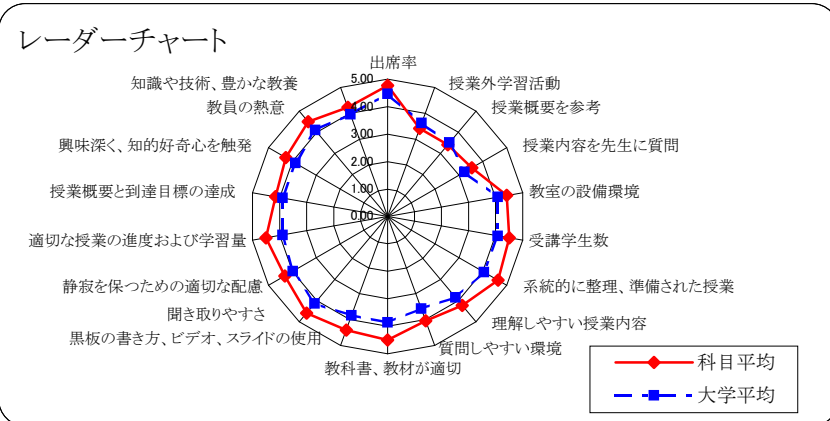 レーダーチャート
出席率
授業外学習活動
授業概要を参考
授業内容を先生に質問
教室の設備環境
受講学生数
系統的に整理、準備された授業
理解しやすい授業内容
質問しやすい環境
教科書、教材が適切
黒板の書き方、ビデオ、スライドの使用
聞き取りやすさ
静寂を保つための適切な配慮
適切な授業の進度および学習量
授業概要と到達目標の達成
興味深く、知的好奇心を触発
教員の熱意
知識や技術、豊かな教養
5.00
4.00
3.00
2.00
1.00
0.00
科目平均
大学平均